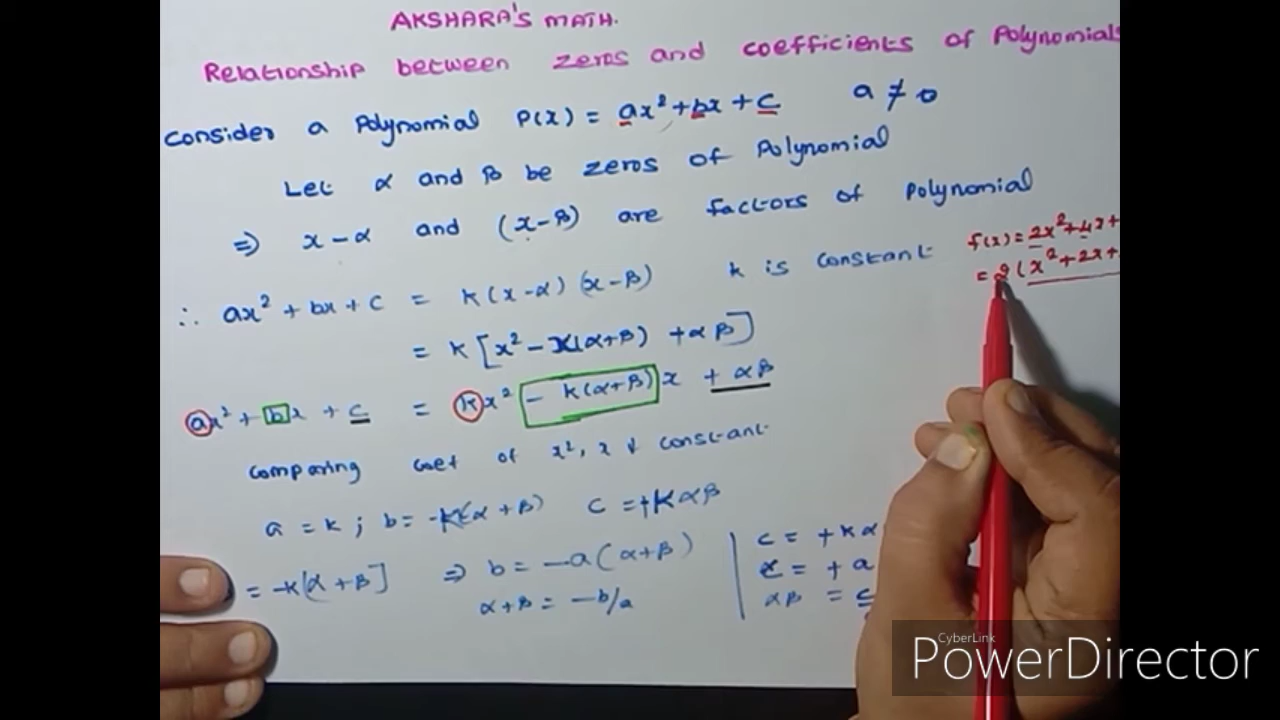 AKSHARA'S MATH.
Relationship between zeros and coefficients of Polynomials
consider a Polynomial P(x) = ax² + bx + c a ≠ 0
Let α and β be zeros of Polynomial
⇒ x - α and (x-β) are factors of Polynomial
∴ ax² + bx + c = k(x-α) (x-β) k is constant
f(x) = 2x² + 4x +
= 2(x² + 2x +
= k[x² - x(α+β) + αβ]
ax² + bx + c = kx² - k(α+β)x + αβ
comparing coef of x², x & constant
a = k ; b = -k(α+β) c = +kαβ
= -k[α+β] ⇒ b = -a(α+β)
α+β = -b/a
c = +kα
c = +a
αβ = c
CyberLink
PowerDirector